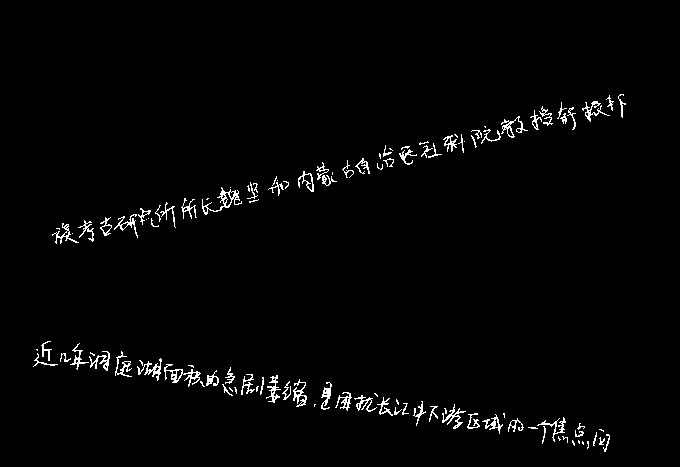 族考古研究所所长魏坚和内蒙古自治区社科院教授舒振邦
近几年洞庭湖面积的急剧萎缩,是困扰长江中下游区域的一个焦点问